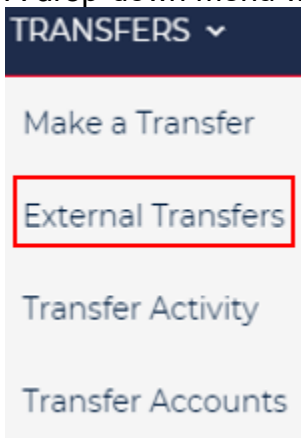 TRANSFERS
Make a Transfer
External Transfers
Transfer Activity
Transfer Accounts